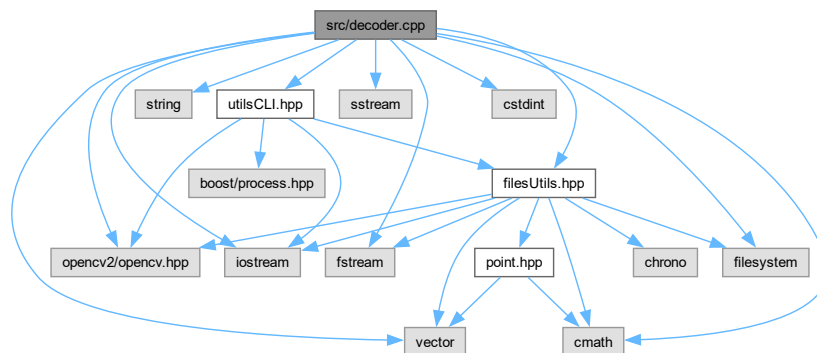 src/decoder.cpp
string
utilsCLI.hpp
sstream
cstdint
boost/process.hpp
filesUtils.hpp
opencv2/opencv.hpp
iostream
fstream
point.hpp
chrono
filesystem
vector
cmath